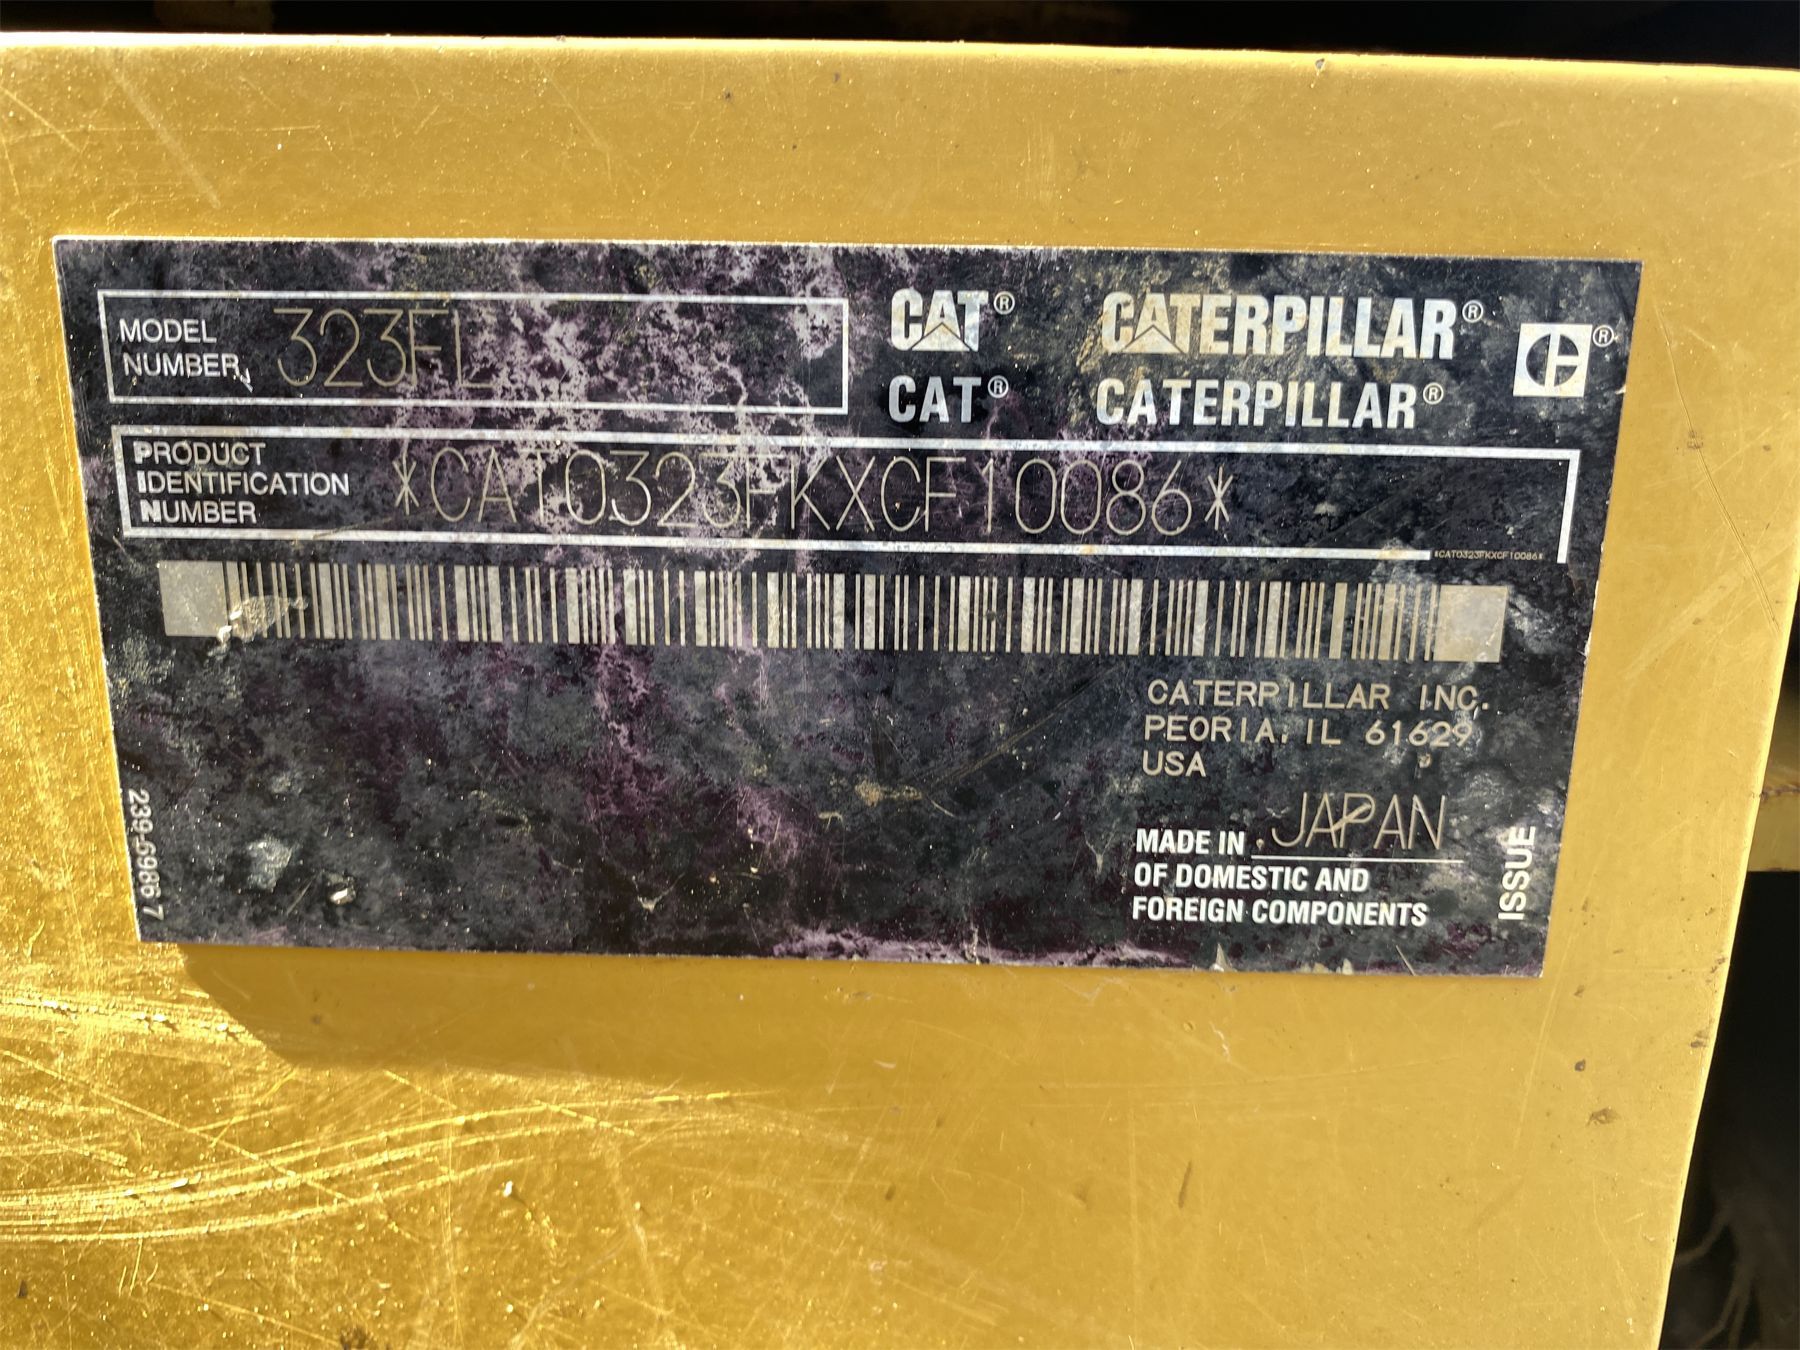 MODEL
NUMBER 323FL
CAT® CATERPILLAR®
CAT® CATERPILLAR®
PRODUCT
IDENTIFICATION
NUMBER
*CAT0323FKXCF10086*
*CAT0323FKXCF10086*
CATERPILLAR INC.
PEORIA, IL 61629
USA
MADE IN JAPAN
OF DOMESTIC AND
FOREIGN COMPONENTS
239-6986 7
ISSUE